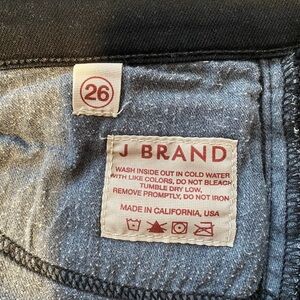 26
J BRAND
WASH INSIDE OUT IN COLD WATER
WITH LIKE COLORS, DO NOT BLEACH
TUMBLE DRY LOW,
REMOVE PROMPTLY, DO NOT IRON
MADE IN CALIFORNIA, USA